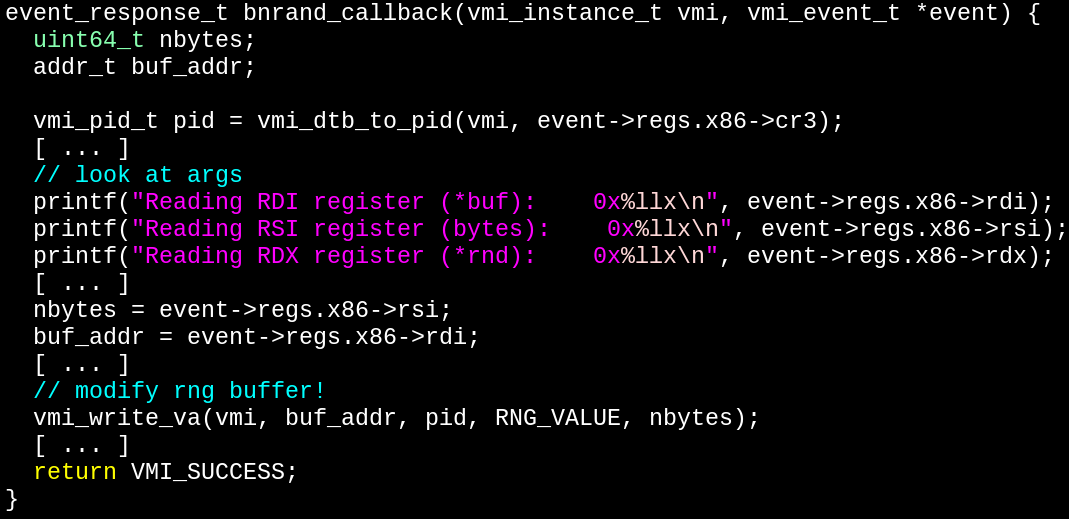 event_response_t bnrand_callback(vmi_instance_t vmi, vmi_event_t *event) {
  uint64_t nbytes;
  addr_t buf_addr;

  vmi_pid_t pid = vmi_dtb_to_pid(vmi, event->regs.x86->cr3);
  [ ... ]
  // look at args
  printf("Reading RDI register (*buf):    0x%llx\n", event->regs.x86->rdi);
  printf("Reading RSI register (bytes):    0x%llx\n", event->regs.x86->rsi);
  printf("Reading RDX register (*rnd):    0x%llx\n", event->regs.x86->rdx);
  [ ... ]
  nbytes = event->regs.x86->rsi;
  buf_addr = event->regs.x86->rdi;
  [ ... ]
  // modify rng buffer!
  vmi_write_va(vmi, buf_addr, pid, RNG_VALUE, nbytes);
  [ ... ]
  return VMI_SUCCESS;
}